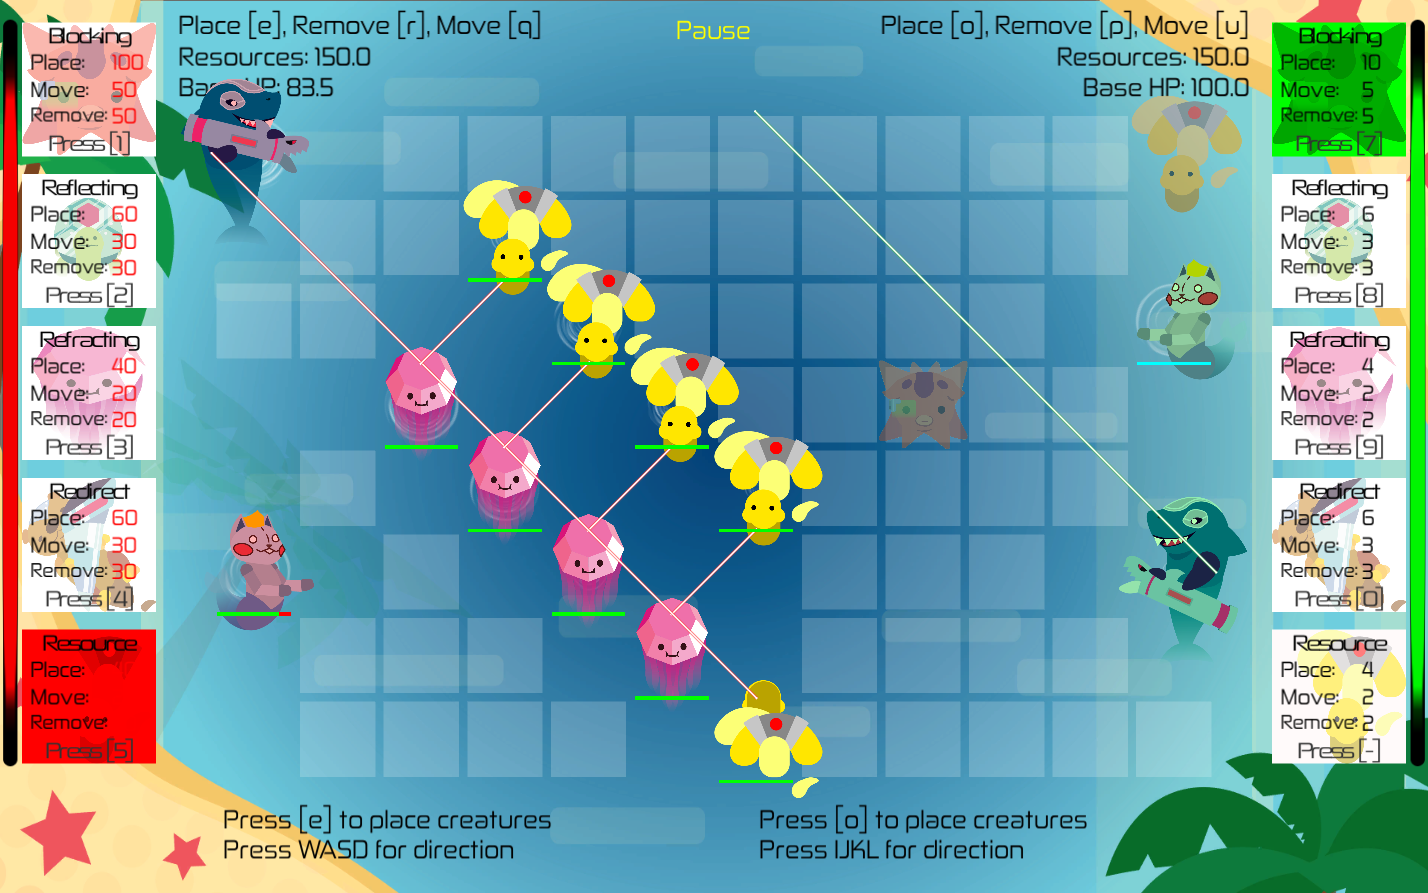 Place [e], Remove [r], Move [q]
Resources: 150.0
Base HP: 83.5
Pause
Place [o], Remove [p], Move [u]
Resources: 150.0
Base HP: 100.0
Blocking
Place: 100
Move: 50
Remove: 50
Press [1]
Reflecting
Place: 60
Move: 30
Remove: 30
Press [2]
Refracting
Place: 40
Move: 20
Remove: 20
Press [3]
Redirect
Place: 60
Move: 30
Remove: 30
Press [4]
Resource
Place:
Move:
Remove:
Press [5]
Blocking
Place: 10
Move: 5
Remove: 5
Press [7]
Reflecting
Place: 6
Move: 3
Remove: 3
Press [8]
Refracting
Place: 4
Move: 2
Remove: 2
Press [9]
Redirect
Place: 6
Move: 3
Remove: 3
Press [0]
Resource
Place: 4
Move: 2
Remove: 2
Press [-]
Press [e] to place creatures
Press WASD for direction
Press [o] to place creatures
Press IJKL for direction